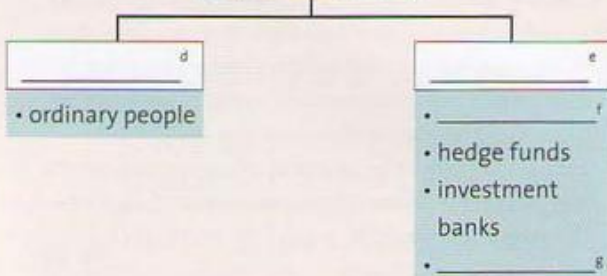 d
e
• ordinary people
• f
• hedge funds
• investment
banks
• g